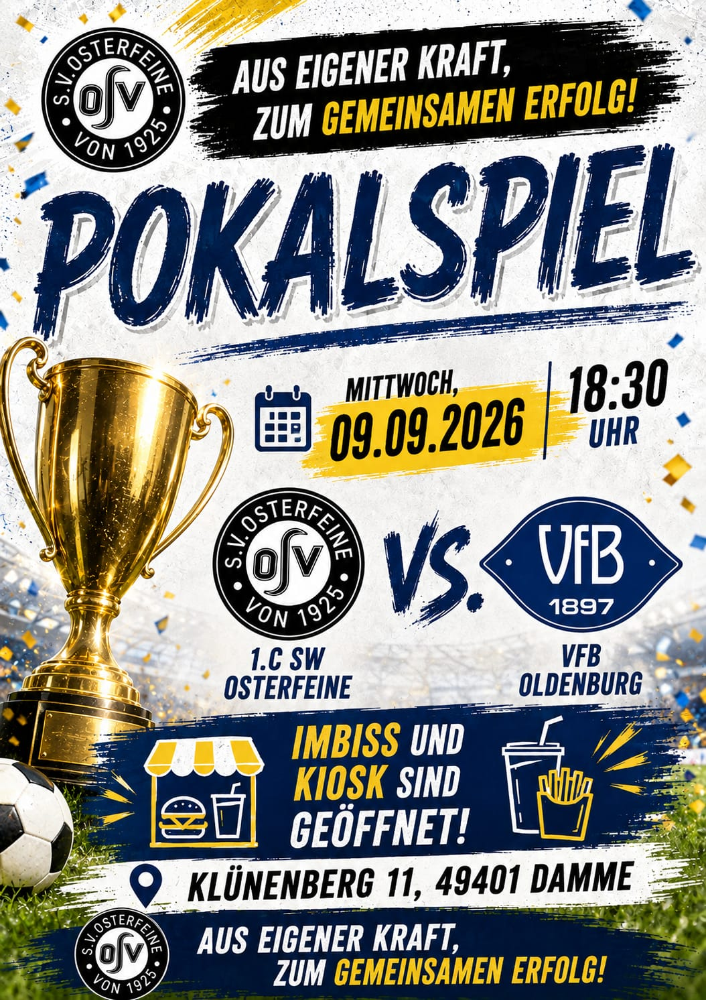 S.V. OSTERFEINE
OSV
VON 1925
AUS EIGENER KRAFT,
ZUM GEMEINSAMEN ERFOLG!
POKALSPIEL
MITTWOCH,
09.09.2026
18:30
UHR
S.V. OSTERFEINE
OSV
VON 1925
VS.
VfB
1897
1.C SW
OSTERFEINE
VFB
OLDENBURG
IMBISS UND
KIOSK SIND
GEÖFFNET!
KLÜNENBERG 11, 49401 DAMME
S.V. OSTERFEINE
OSV
VON 1925
AUS EIGENER KRAFT,
ZUM GEMEINSAMEN ERFOLG!